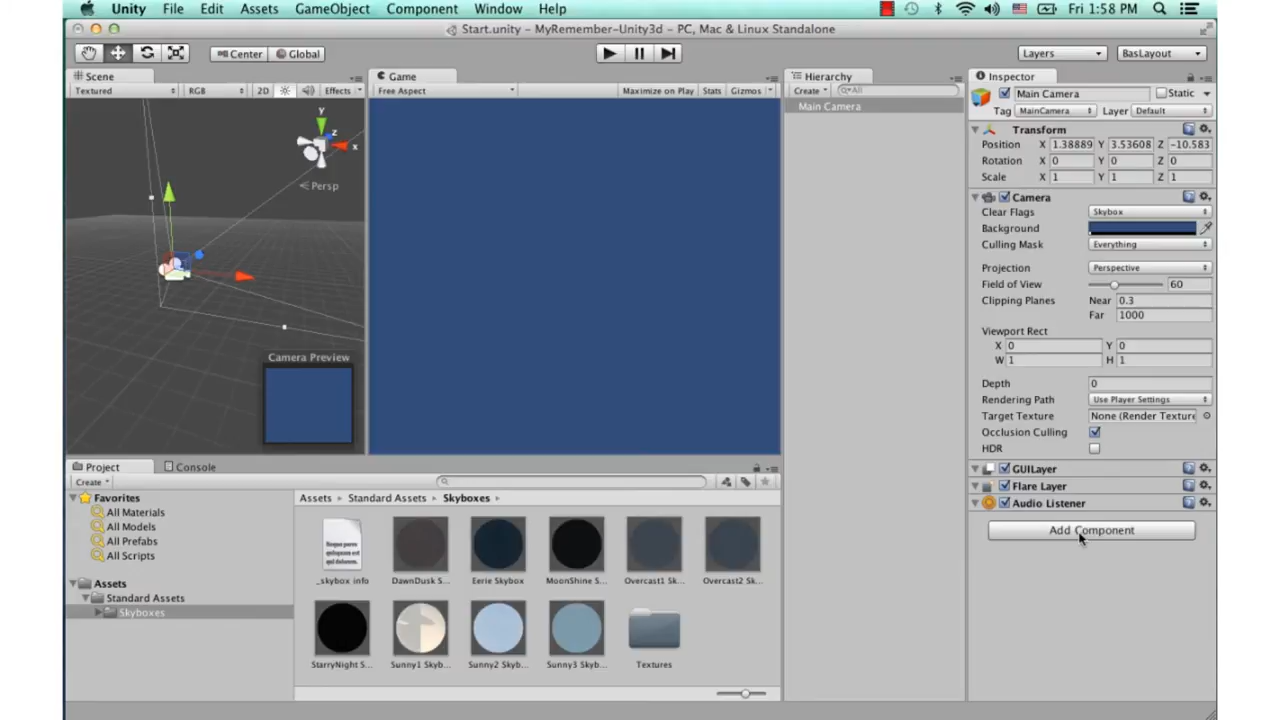 Unity File Edit Assets GameObject Component Window Help Fri 1:58 PM
Start.unity - MyRemember-Unity3d - PC, Mac & Linux Standalone
Center Global Layers BasLayout
Scene Game Hierarchy Inspector
Textured RGB 2D Effects Free Aspect Maximize on Play Stats Gizmos Create All
Main Camera Static
Main Camera
Tag MainCamera Layer Default
Transform
Position X 1.38889 Y 3.53608 Z -10.583
Rotation X 0 Y 0 Z 0
Scale X 1 Y 1 Z 1
y
z
x
Persp
Camera
Clear Flags Skybox
Background
Culling Mask Everything
Projection Perspective
Field of View 60
Clipping Planes Near 0.3
Far 1000
Viewport Rect
X 0 Y 0
W 1 H 1
Camera Preview
Depth 0
Rendering Path Use Player Settings
Target Texture None (Render Texture
Occlusion Culling
HDR
GUILayer
Flare Layer
Audio Listener
Add Component
Project Console
Create
Favorites
All Materials
All Models
All Prefabs
All Scripts
Assets
Standard Assets
Skyboxes
Assets Standard Assets Skyboxes
_skybox info DawnDusk S... Eerie Skybox MoonShine S... Overcast1 Sk... Overcast2 Sk...
StarryNight S... Sunny1 Skyb... Sunny2 Skyb... Sunny3 Skyb... Textures